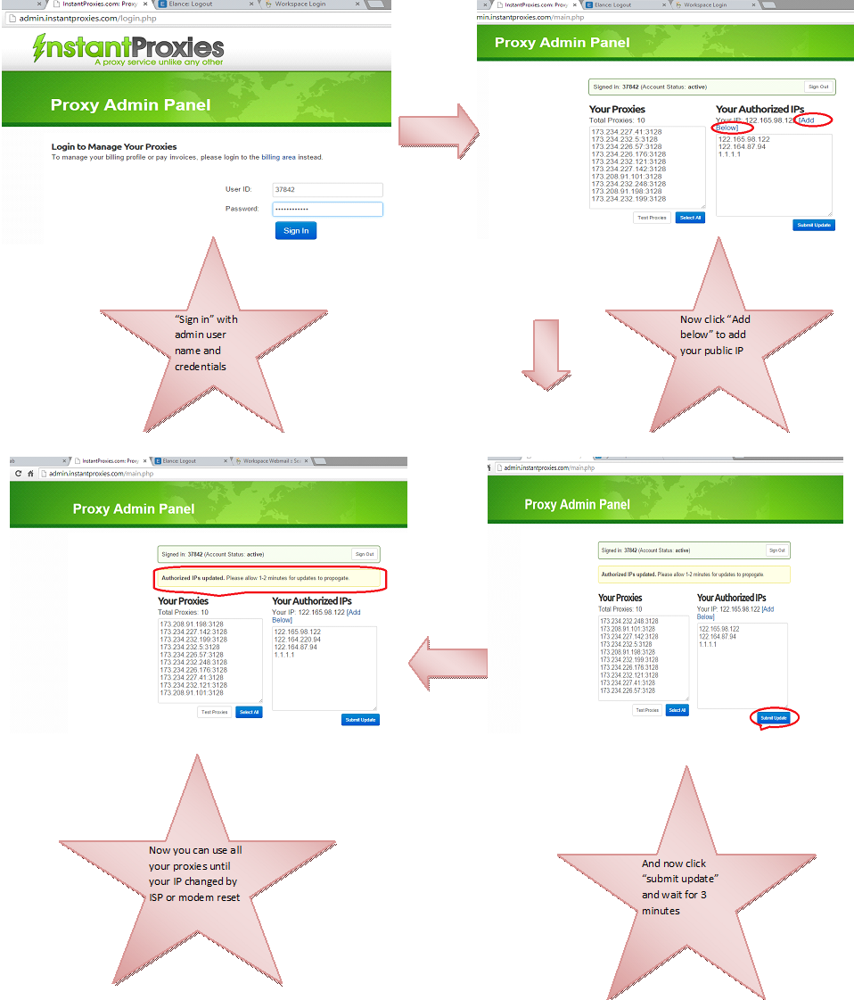 InstantProxies.com: Proxy
Elance: Logout
Workspace Login
admin.instantproxies.com/login.php
InstantProxies
A proxy service unlike any other
Proxy Admin Panel
Login to Manage Your Proxies
To manage your billing profile or pay invoices, please login to the billing area instead.
User ID: 37842
Password: ••••••••••••
Sign In
InstantProxies.com: Proxy
Elance: Logout
Workspace Login
min.instantproxies.com/main.php
Proxy Admin Panel
Signed in: 37842 (Account Status: active)
Sign Out
Your Proxies
Total Proxies: 10
173.234.227.41:3128
173.234.232.5:3128
173.234.226.57:3128
173.234.226.176:3128
173.234.232.121:3128
173.234.227.142:3128
173.208.91.101:3128
173.234.232.248:3128
173.208.91.198:3128
173.234.232.199:3128
Test Proxies
Select All
Your Authorized IPs
Your IP: 122.165.98.122 [Add
Below]
122.165.98.122
122.164.87.94
1.1.1.1
Submit Update
“Sign in” with
admin user
name and
credentials
Now click “Add
below” to add
your public IP
InstantProxies.com: Proxy
Elance: Logout
Workspace Webmail :: Se
admin.instantproxies.com/main.php
Proxy Admin Panel
Signed in: 37842 (Account Status: active)
Sign Out
Authorized IPs updated. Please allow 1-2 minutes for updates to propogate.
Your Proxies
Total Proxies: 10
173.208.91.198:3128
173.234.227.142:3128
173.234.232.199:3128
173.234.232.5:3128
173.234.226.57:3128
173.234.232.248:3128
173.234.226.176:3128
173.234.227.41:3128
173.234.232.121:3128
173.208.91.101:3128
Test Proxies
Select All
Your Authorized IPs
Your IP: 122.165.98.122 [Add
Below]
122.165.98.122
122.164.220.94
122.164.87.94
1.1.1.1
Submit Update
admin.instantproxies.com/main.php
Proxy Admin Panel
Signed in: 37842 (Account Status: active)
Sign Out
Authorized IPs updated. Please allow 1-2 minutes for updates to propogate.
Your Proxies
Total Proxies: 10
173.234.232.248:3128
173.208.91.101:3128
173.234.227.142:3128
173.234.232.5:3128
173.208.91.198:3128
173.234.232.199:3128
173.234.226.176:3128
173.234.232.121:3128
173.234.227.41:3128
173.234.226.57:3128
Test Proxies
Select All
Your Authorized IPs
Your IP: 122.165.98.122 [Add
Below]
122.165.98.122
122.164.87.94
1.1.1.1
Submit Update
Now you can use all
your proxies until
your IP changed by
ISP or modem reset
And now click
“submit update”
and wait for 3
minutes